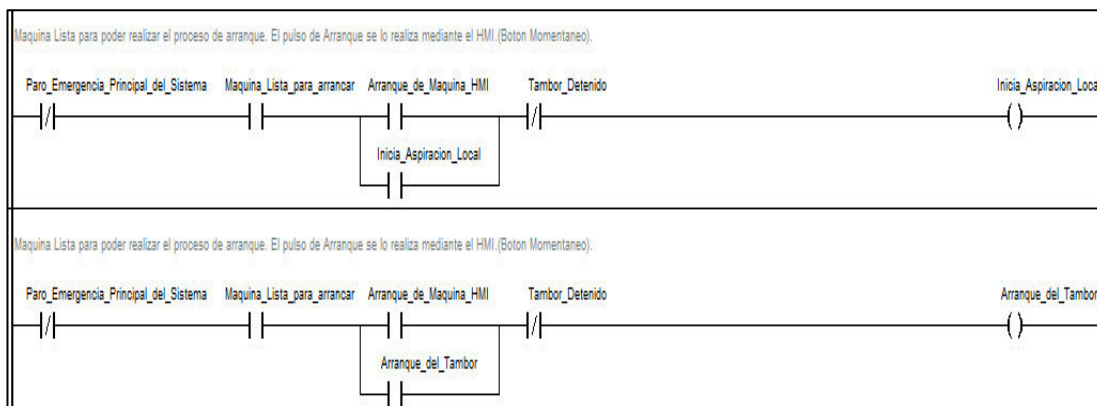 Maquina Lista para poder realizar el proceso de arranque. El pulso de Arranque se lo realiza mediante el HMI.(Boton Momentaneo).
Paro_Emergencia_Principal_del_Sistema Maquina_Lista_para_arrancar Arranque_de_Maquina_HMI Tambor_Detenido Inicia_Aspiracion_Loca
Inicia_Aspiracion_Local
Maquina Lista para poder realizar el proceso de arranque. El pulso de Arranque se lo realiza mediante el HMI.(Boton Momentaneo).
Paro_Emergencia_Principal_del_Sistema Maquina_Lista_para_arrancar Arranque_de_Maquina_HMI Tambor_Detenido Arranque_del_Tambor
Arranque_del_Tambor